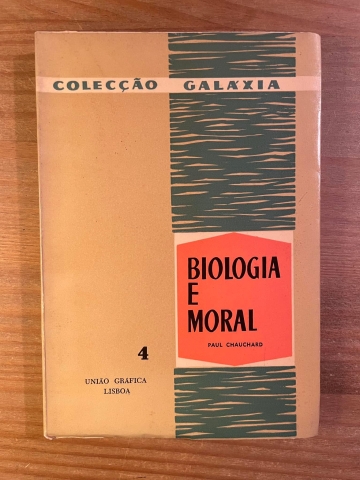 COLECÇÃO GALÁXIA
BIOLOGIA
E
MORAL
PAUL CHAUCHARD
4
UNIÃO GRÁFICA
LISBOA